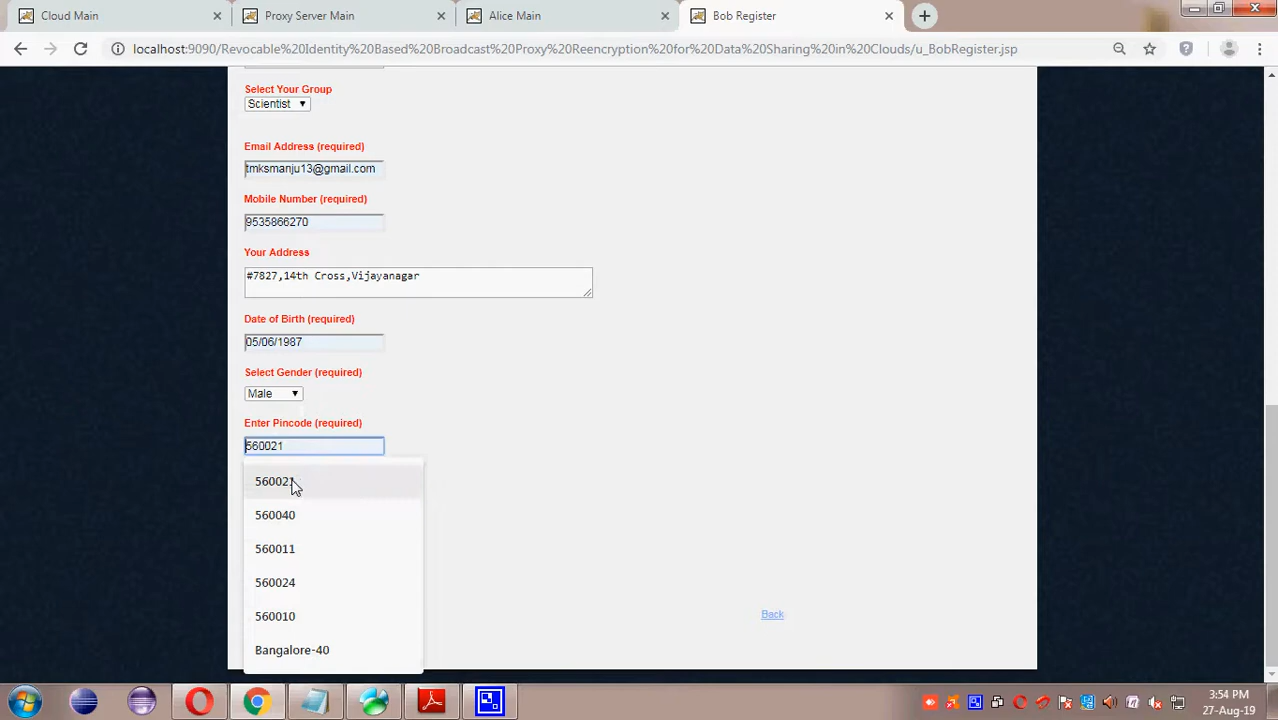 Cloud Main
Proxy Server Main
Alice Main
Bob Register
localhost:9090/Revocable%20Identity%20Based%20Broadcast%20Proxy%20Reencryption%20for%20Data%20Sharing%20in%20Clouds/u_BobRegister.jsp
Select Your Group
Scientist
Email Address (required)
tmksmanju13@gmail.com
Mobile Number (required)
9535866270
Your Address
#7827,14th Cross,Vijayanagar
Date of Birth (required)
05/06/1987
Select Gender (required)
Male
Enter Pincode (required)
560021
560021
560040
560011
560024
560010
Bangalore-40
Back
3:54 PM
27-Aug-19